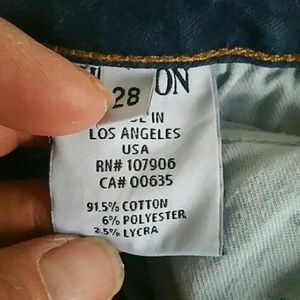 28
IN
LOS ANGELES
USA
RN# 107906
CA# 00635
91.5% COTTON
6% POLYESTER
2.5% LYCRA